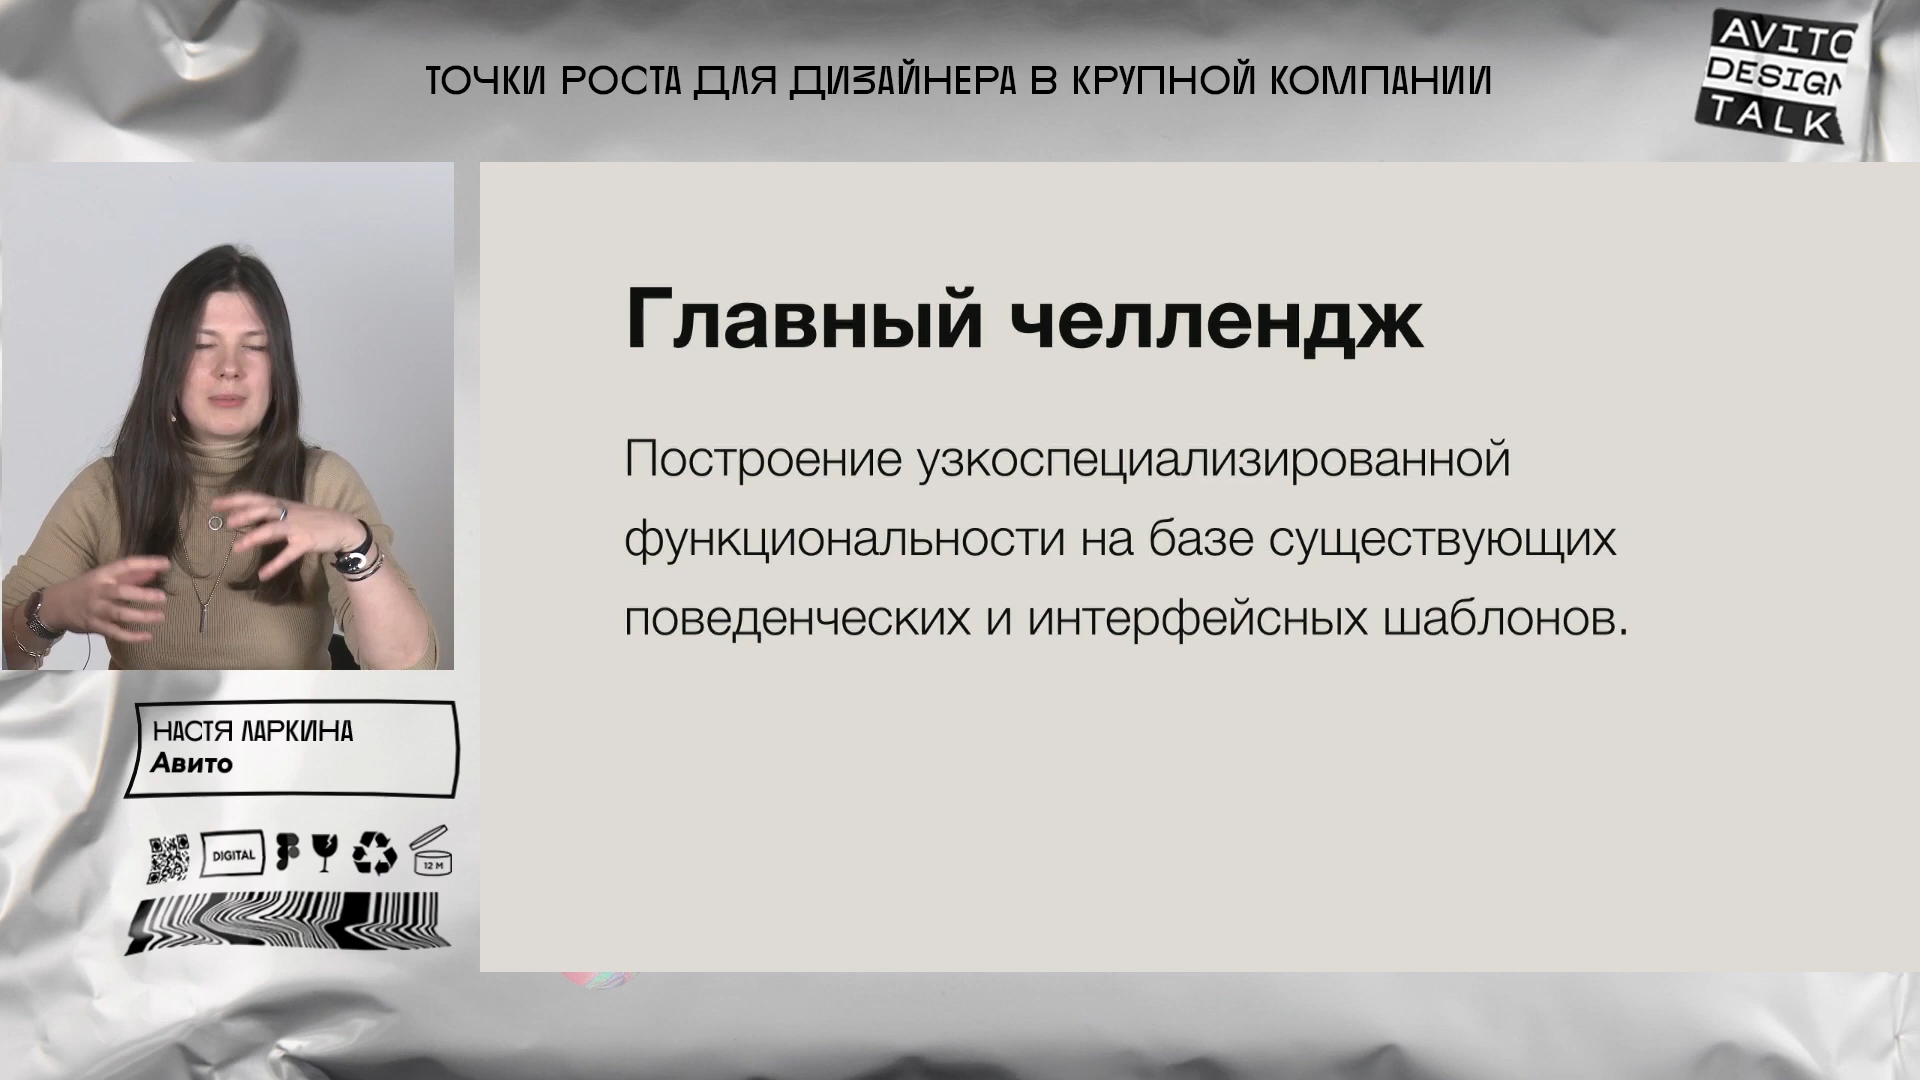 ТОЧКИ РОСТА ДЛЯ ДИЗАЙНЕРА В КРУПНОЙ КОМПАНИИ
AVITO
DESIGN
TALK
Главный челлендж
Построение узкоспециализированной
функциональности на базе существующих
поведенческих и интерфейсных шаблонов.
НАСТЯ ЛАРКИНА
Авито
DIGITAL
12 M